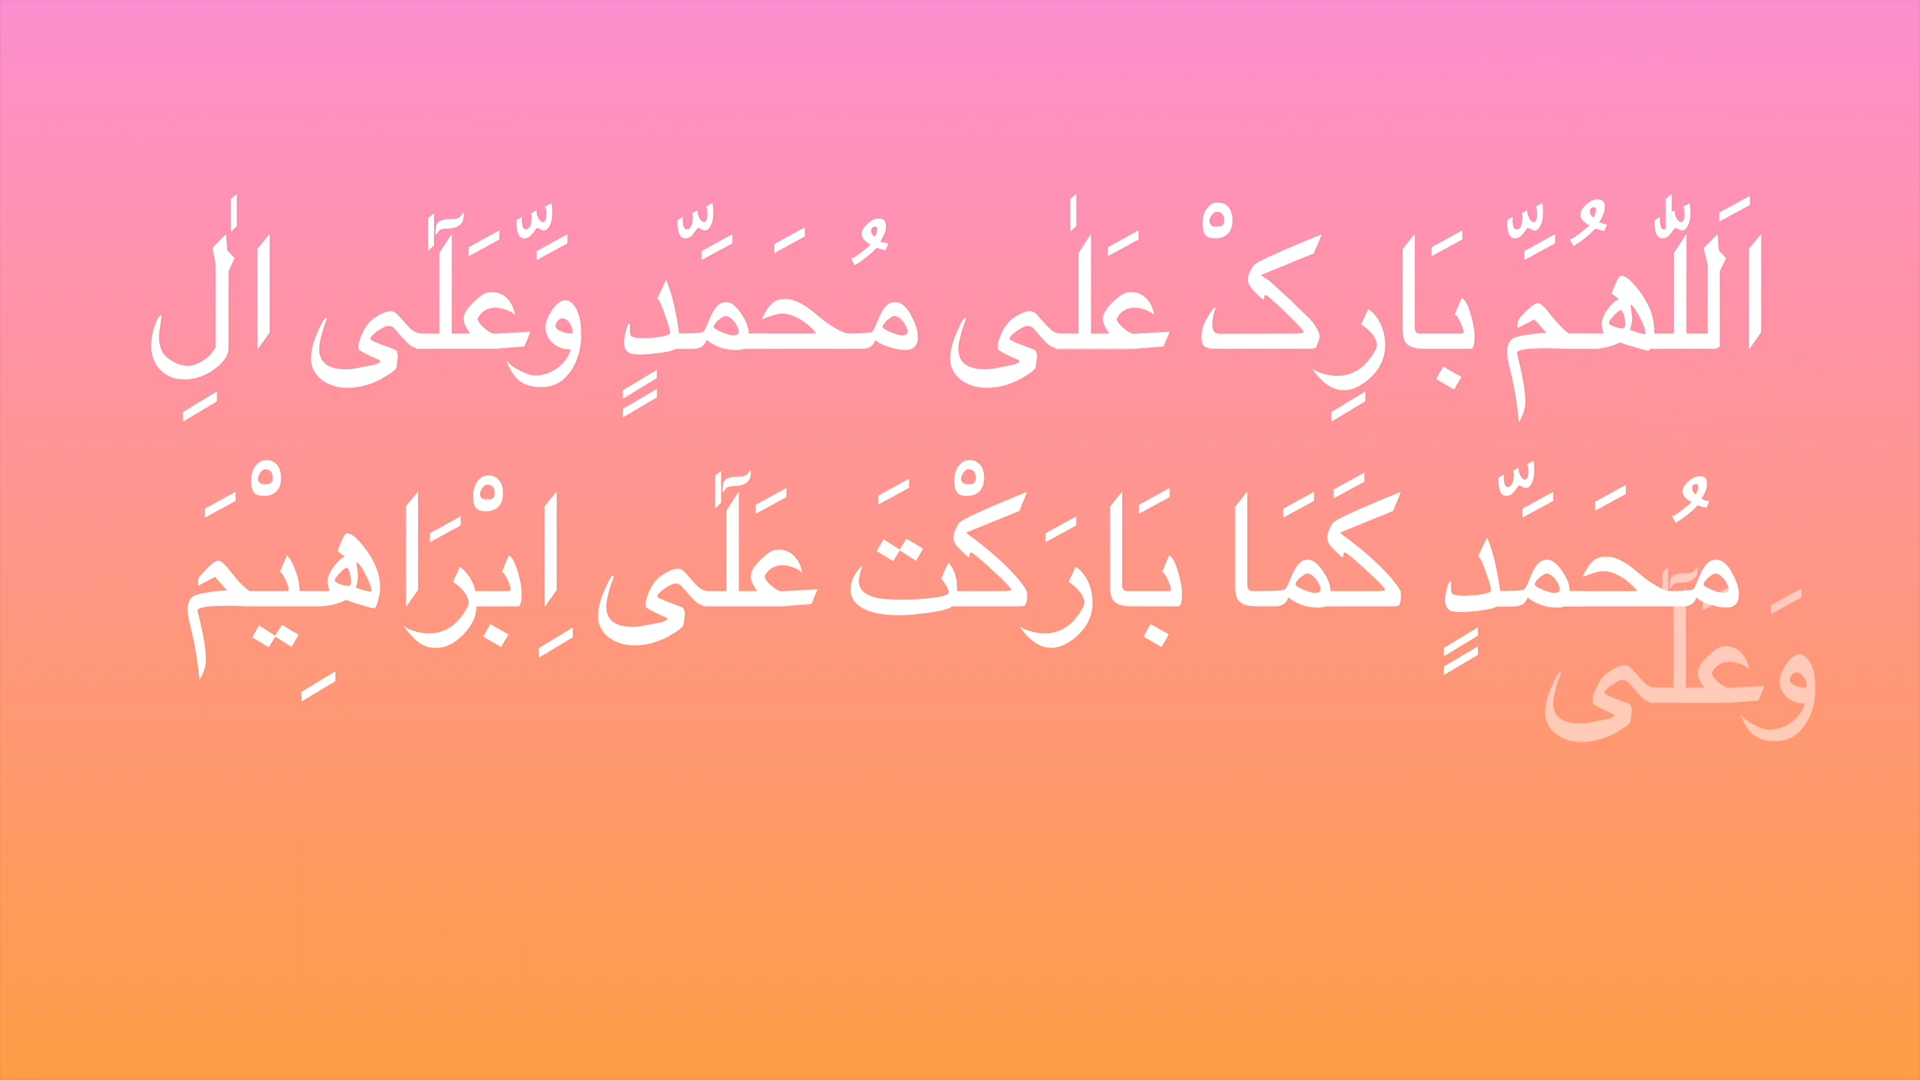 اَللّٰهُمَّ بَارِکْ عَلٰى مُحَمَّدٍ وَّعَلٰٓى اٰلِ
مُحَمَّدٍ كَمَا بَارَكْتَ عَلٰٓى اِبْرَاهِيْمَ
وَعَلٰٓى